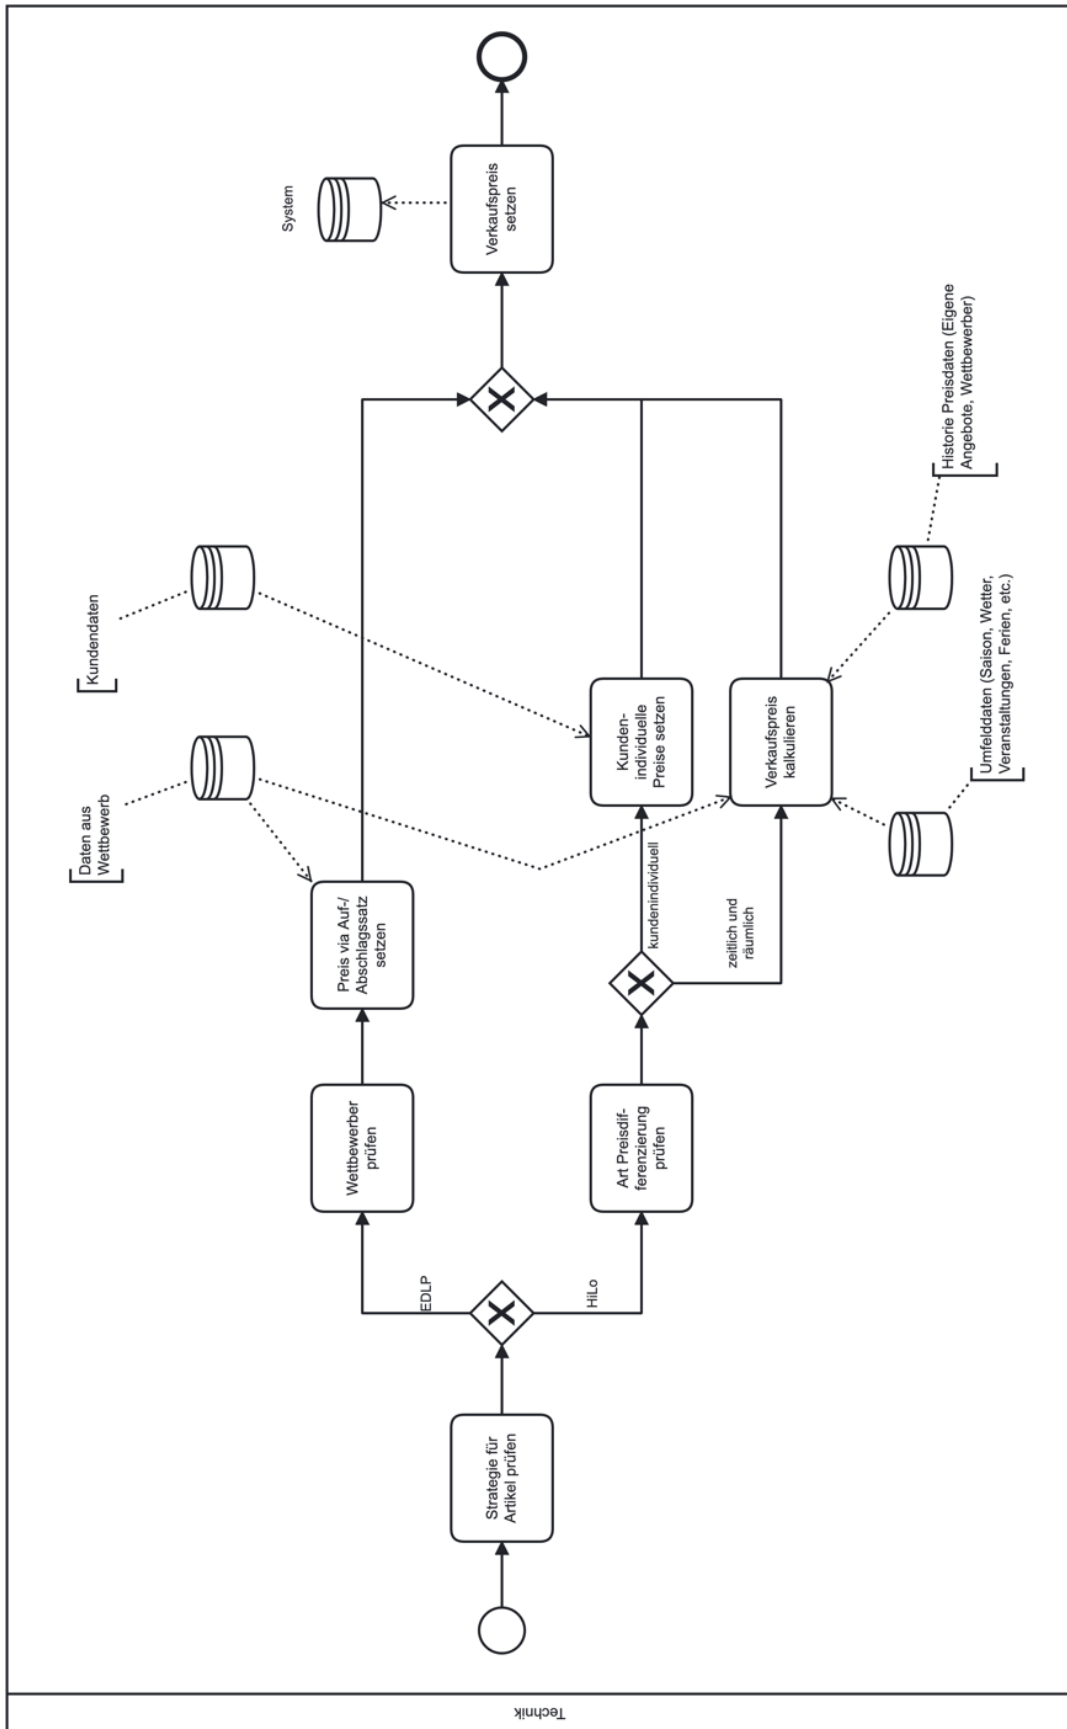 Technik
Strategie für
Artikel prüfen
EDLP
HiLo
Wettbewerber
prüfen
Art Preisdif-
ferenzierung
prüfen
Preis via Auf-/
Abschlagssatz
setzen
kundenindividuell
zeitlich und
räumlich
Daten aus
Wettbewerb
Kundendaten
Kunden-
individuelle
Preise setzen
Verkaufspreis
kalkulieren
Umfelddaten (Saison, Wetter,
Veranstaltungen, Ferien, etc.)
Historie Preisdaten (Eigene
Angebote, Wettbewerber)
X
X
X
System
Verkaufspreis
setzen